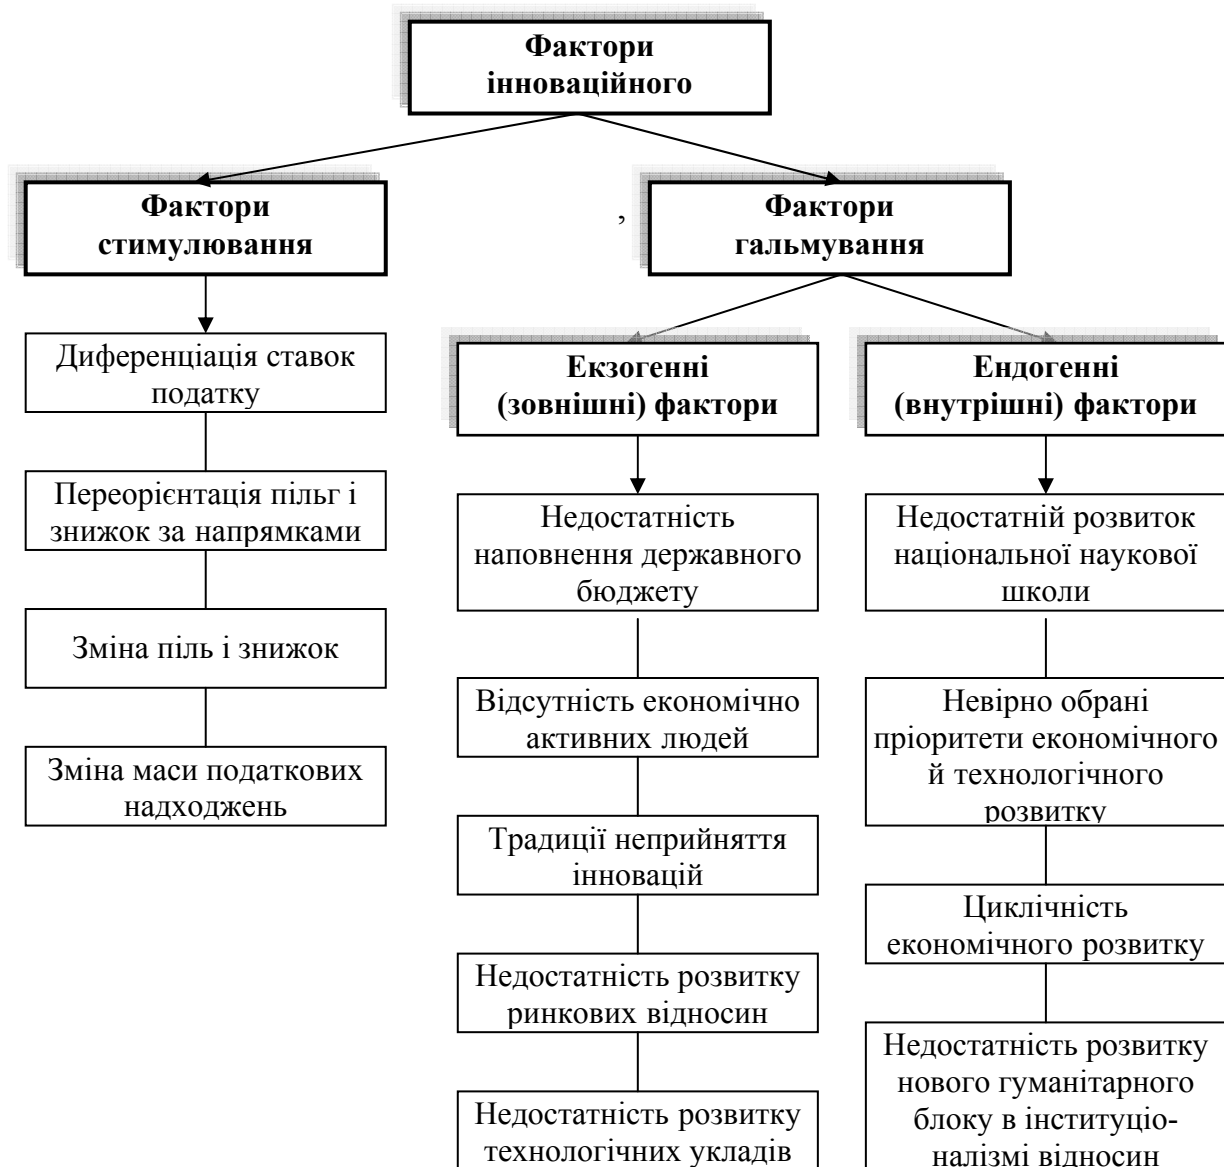 Фактори
інноваційного
Фактори
стимулювання
,
Фактори
гальмування
Диференціація ставок
податку
Переорієнтація пільг і
знижок за напрямками
Зміна піль і знижок
Зміна маси податкових
надходжень
Екзогенні
(зовнішні) фактори
Недостатність
наповнення державного
бюджету
Відсутність економічно
активних людей
Традиції неприйняття
інновацій
Недостатність розвитку
ринкових відносин
Недостатність розвитку
технологічних укладів
Ендогенні
(внутрішні) фактори
Недостатній розвиток
національної наукової
школи
Невірно обрані
пріоритети економічного
й технологічного
розвитку
Циклічність
економічного розвитку
Недостатність розвитку
нового гуманітарного
блоку в інституціо-
налізмі відносин